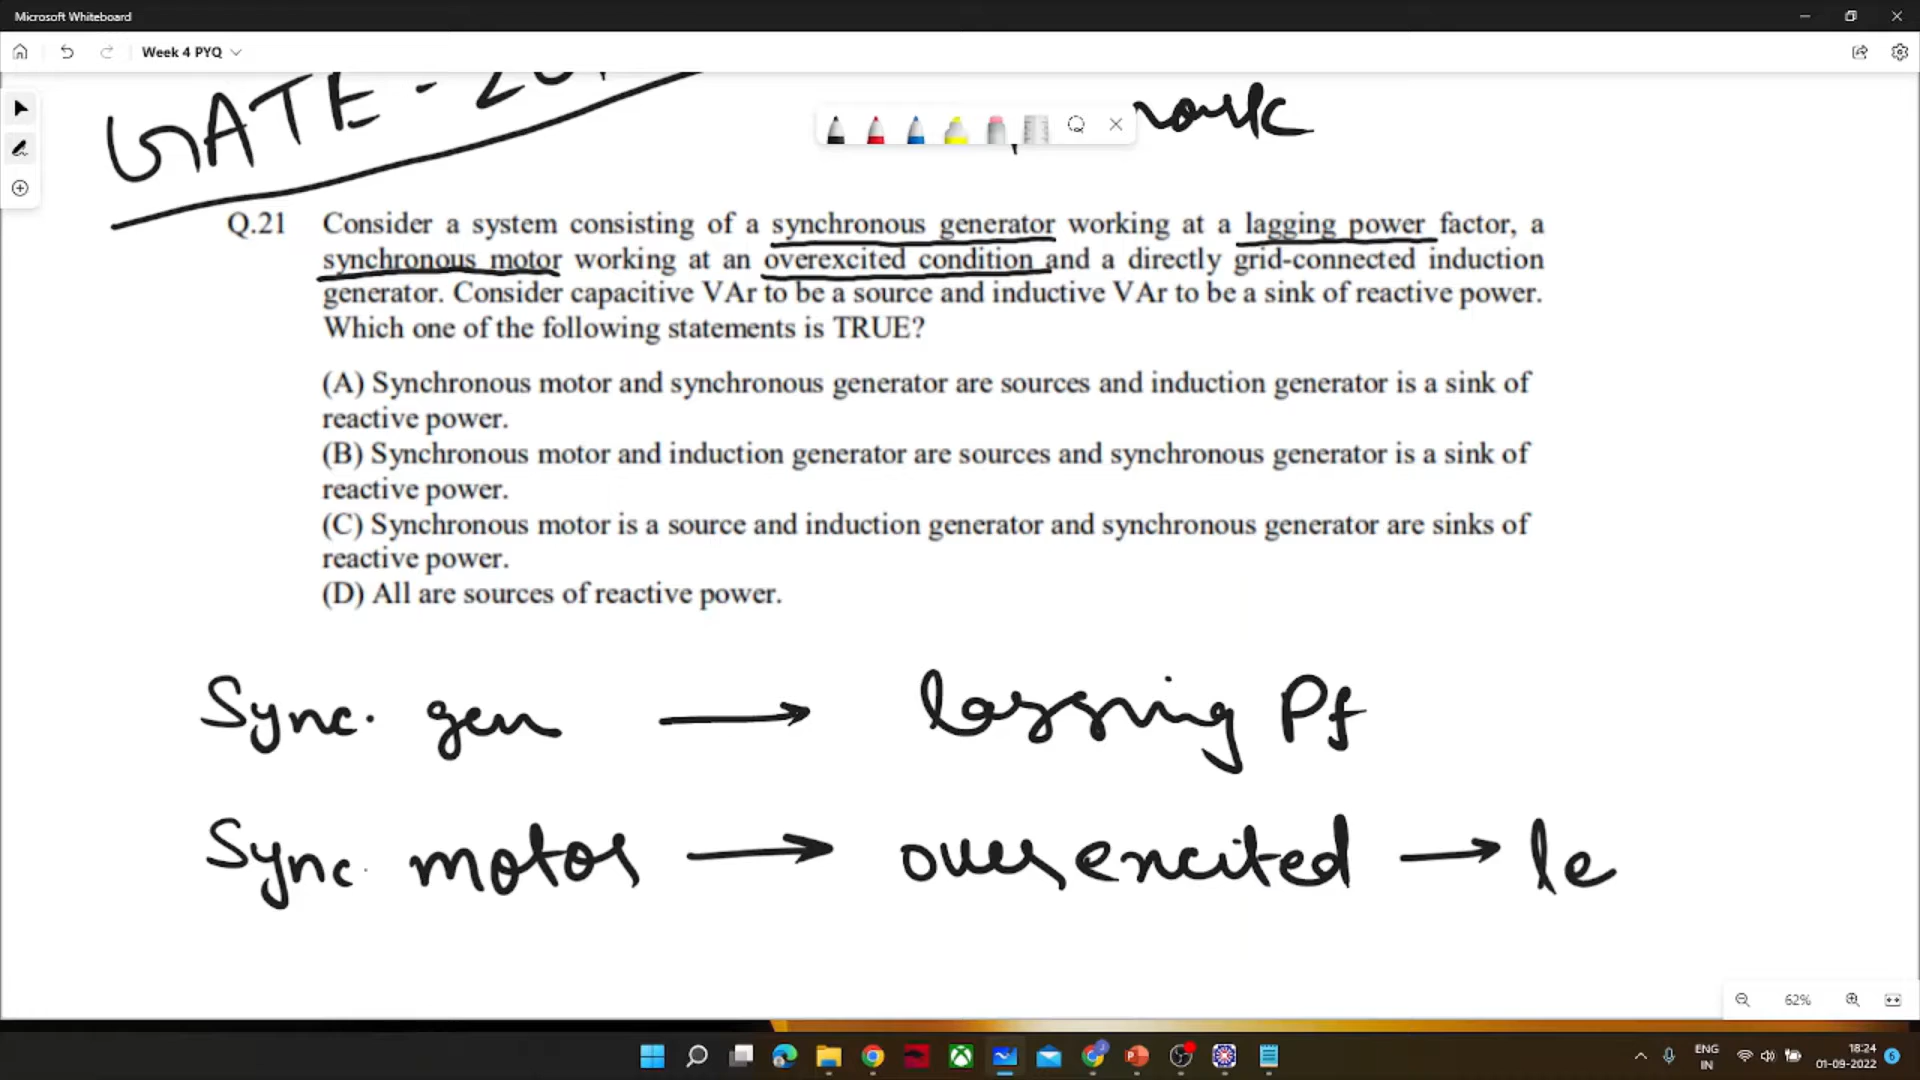 Microsoft Whiteboard
Week 4 PYQ
GATE - 201
mark
Q.21 Consider a system consisting of a synchronous generator working at a lagging power factor, a
synchronous motor working at an overexcited condition and a directly grid-connected induction
generator. Consider capacitive VAr to be a source and inductive VAr to be a sink of reactive power.
Which one of the following statements is TRUE?
(A) Synchronous motor and synchronous generator are sources and induction generator is a sink of
reactive power.
(B) Synchronous motor and induction generator are sources and synchronous generator is a sink of
reactive power.
(C) Synchronous motor is a source and induction generator and synchronous generator are sinks of
reactive power.
(D) All are sources of reactive power.
Sync. gen → lagging Pf
Sync. motor → over excited → le
62%
ENG
IN
18:24
01-09-2022
6